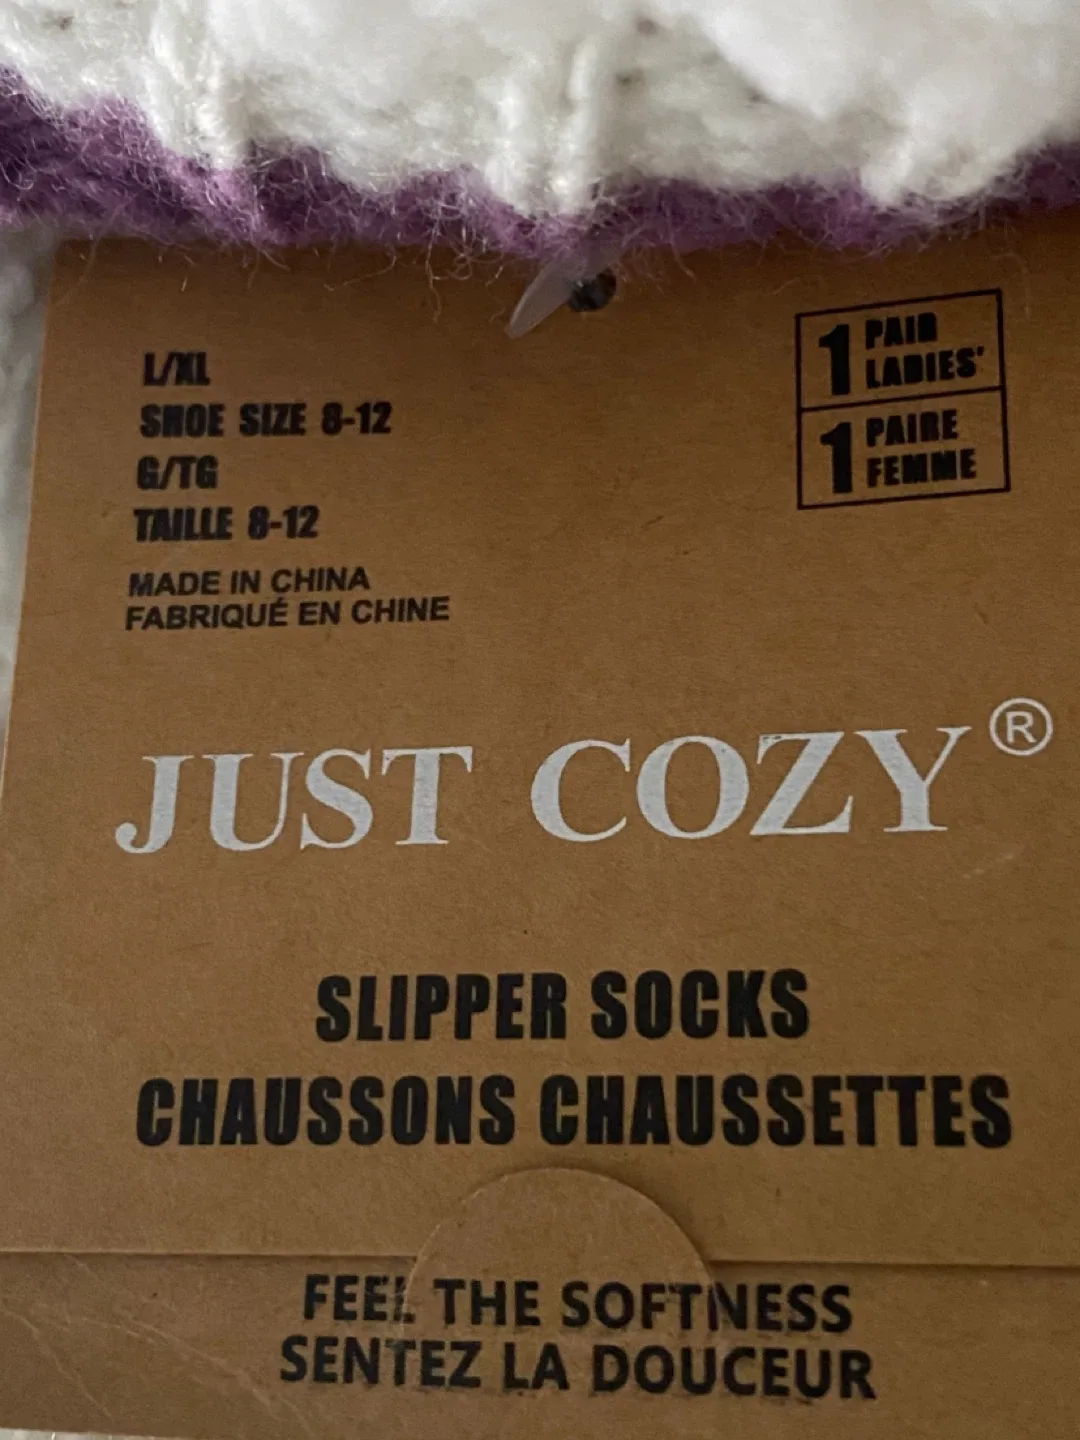 L/XL
SHOE SIZE 8-12
G/TG
TAILLE 8-12
MADE IN CHINA
FABRIQUÉ EN CHINE
1 PAIR
LADIES'
1 PAIRE
FEMME
JUST COZY®
SLIPPER SOCKS
CHAUSSONS CHAUSSETTES
FEEL THE SOFTNESS
SENTEZ LA DOUCEUR